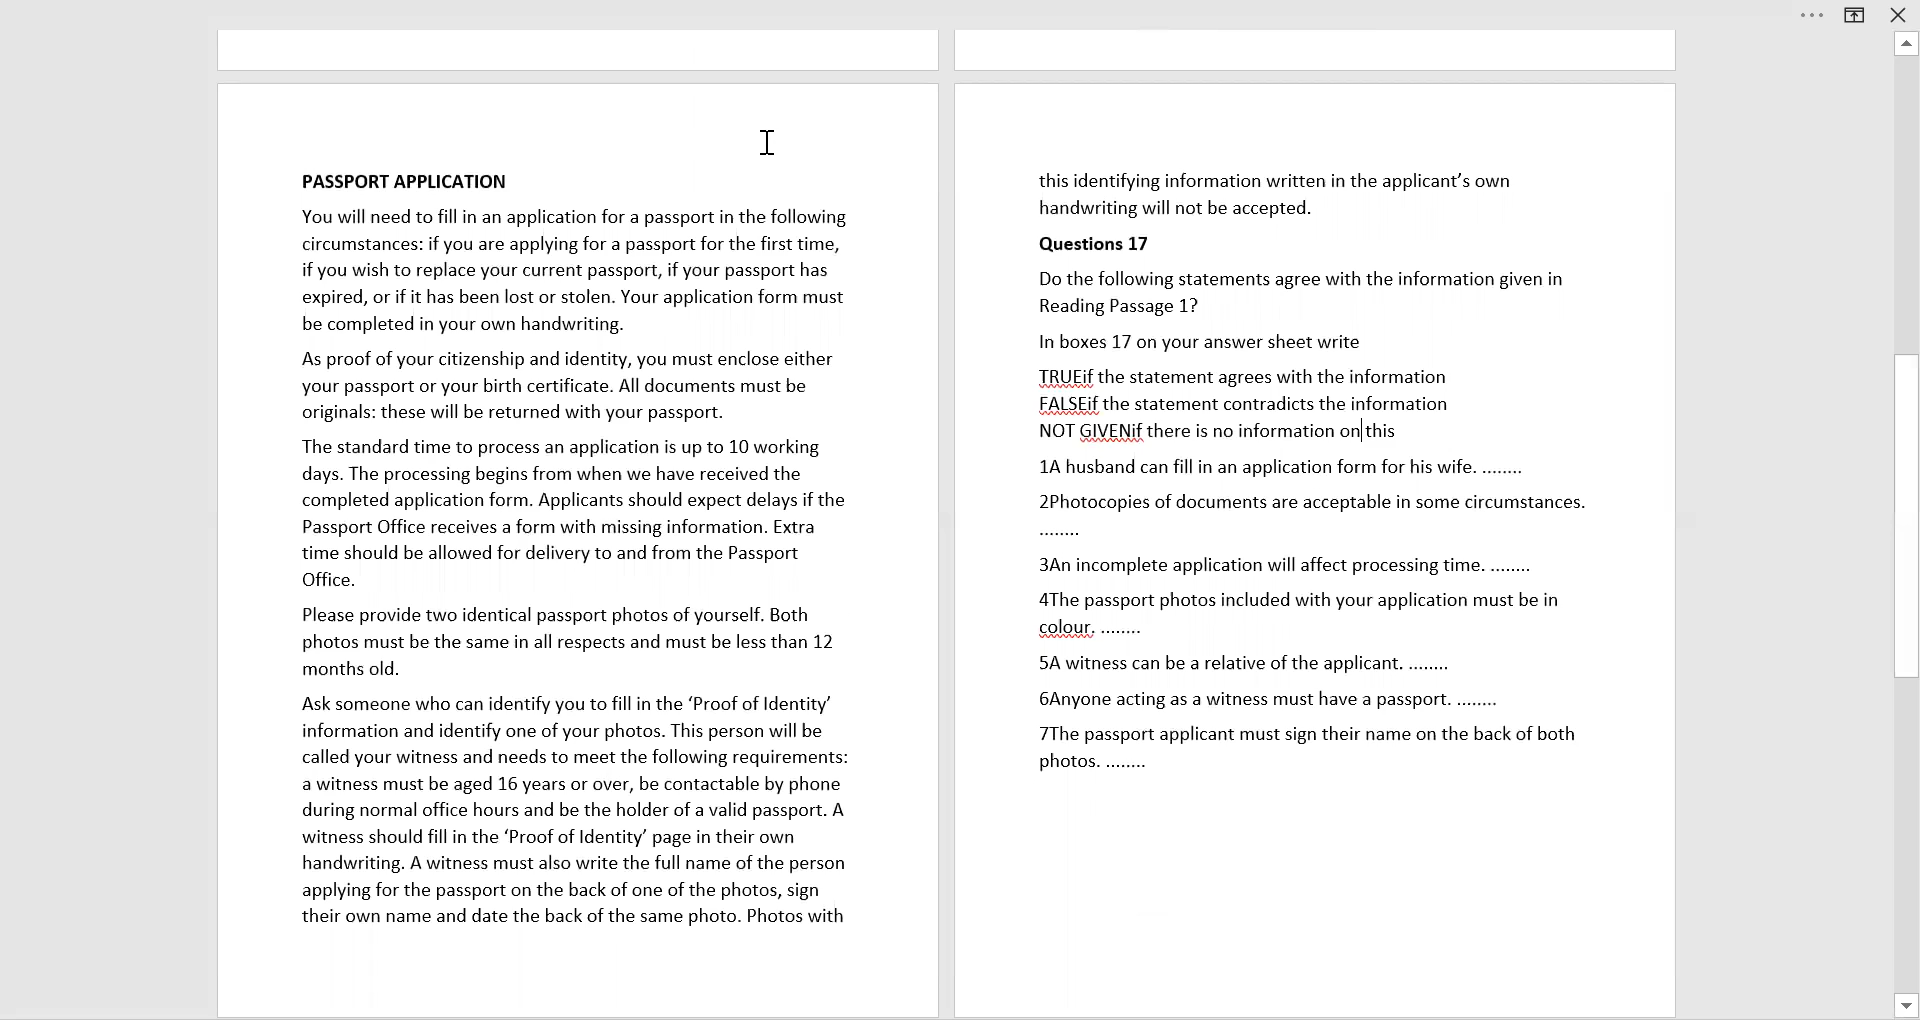 PASSPORT APPLICATION
You will need to fill in an application for a passport in the following
circumstances: if you are applying for a passport for the first time,
if you wish to replace your current passport, if your passport has
expired, or if it has been lost or stolen. Your application form must
be completed in your own handwriting.
As proof of your citizenship and identity, you must enclose either
your passport or your birth certificate. All documents must be
originals: these will be returned with your passport.
The standard time to process an application is up to 10 working
days. The processing begins from when we have received the
completed application form. Applicants should expect delays if the
Passport Office receives a form with missing information. Extra
time should be allowed for delivery to and from the Passport
Office.
Please provide two identical passport photos of yourself. Both
photos must be the same in all respects and must be less than 12
months old.
Ask someone who can identify you to fill in the ‘Proof of Identity’
information and identify one of your photos. This person will be
called your witness and needs to meet the following requirements:
a witness must be aged 16 years or over, be contactable by phone
during normal office hours and be the holder of a valid passport. A
witness should fill in the ‘Proof of Identity’ page in their own
handwriting. A witness must also write the full name of the person
applying for the passport on the back of one of the photos, sign
their own name and date the back of the same photo. Photos with
this identifying information written in the applicant’s own
handwriting will not be accepted.
Questions 17
Do the following statements agree with the information given in
Reading Passage 1?
In boxes 17 on your answer sheet write
TRUEif the statement agrees with the information
FALSEif the statement contradicts the information
NOT GIVENif there is no information on this
1A husband can fill in an application form for his wife. ........
2Photocopies of documents are acceptable in some circumstances.
........
3An incomplete application will affect processing time. ........
4The passport photos included with your application must be in
colour. ........
5A witness can be a relative of the applicant. ........
6Anyone acting as a witness must have a passport. ........
7The passport applicant must sign their name on the back of both
photos. ........